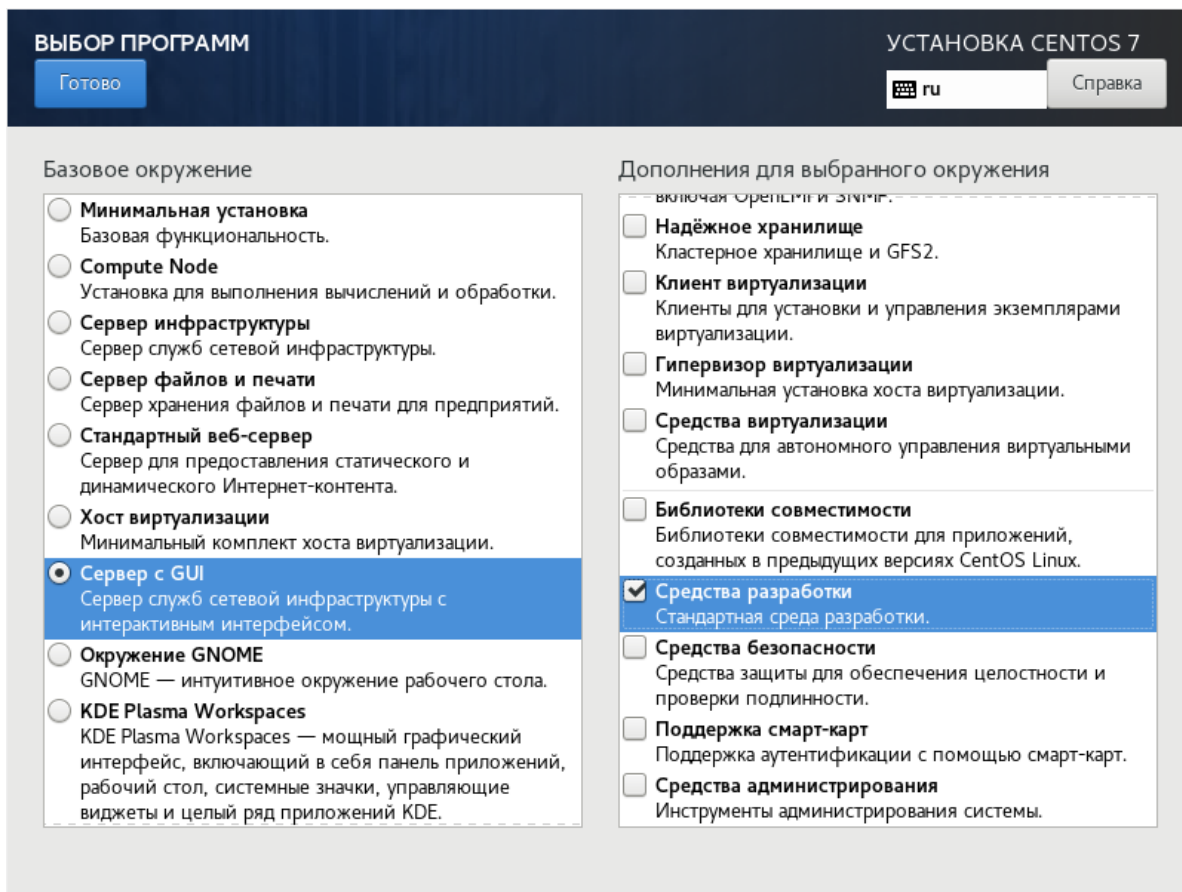 ВЫБОР ПРОГРАММ
Готово
УСТАНОВКА CENTOS 7
ru
Справка
Базовое окружение
Минимальная установка
Базовая функциональность.
Compute Node
Установка для выполнения вычислений и обработки.
Сервер инфраструктуры
Сервер служб сетевой инфраструктуры.
Сервер файлов и печати
Сервер хранения файлов и печати для предприятий.
Стандартный веб-сервер
Сервер для предоставления статического и
динамического Интернет-контента.
Хост виртуализации
Минимальный комплект хоста виртуализации.
Сервер с GUI
Сервер служб сетевой инфраструктуры с
интерактивным интерфейсом.
Окружение GNOME
GNOME — интуитивное окружение рабочего стола.
KDE Plasma Workspaces
KDE Plasma Workspaces — мощный графический
интерфейс, включающий в себя панель приложений,
рабочий стол, системные значки, управляющие
виджеты и целый ряд приложений KDE.
Дополнения для выбранного окружения
включая OpenLMI и SNMP.
Надёжное хранилище
Кластерное хранилище и GFS2.
Клиент виртуализации
Клиенты для установки и управления экземплярами
виртуализации.
Гипервизор виртуализации
Минимальная установка хоста виртуализации.
Средства виртуализации
Средства для автономного управления виртуальными
образами.
Библиотеки совместимости
Библиотеки совместимости для приложений,
созданных в предыдущих версиях CentOS Linux.
Средства разработки
Стандартная среда разработки.
Средства безопасности
Средства защиты для обеспечения целостности и
проверки подлинности.
Поддержка смарт-карт
Поддержка аутентификации с помощью смарт-карт.
Средства администрирования
Инструменты администрирования системы.